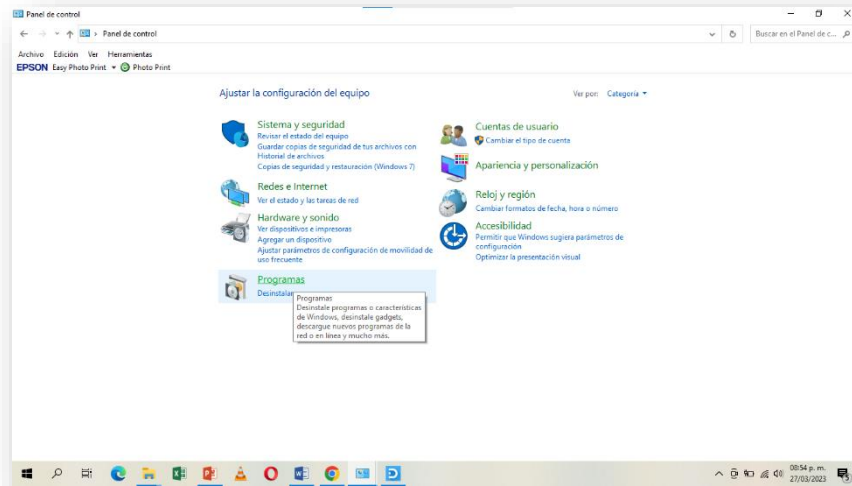 Panel de control
Panel de control
Buscar en el Panel de c...
Archivo Edición Ver Herramientas
EPSON Easy Photo Print Photo Print
Ajustar la configuración del equipo
Ver por: Categoría
Sistema y seguridad
Revisar el estado del equipo
Guardar copias de seguridad de tus archivos con
Historial de archivos
Copias de seguridad y restauración (Windows 7)
Redes e Internet
Ver el estado y las tareas de red
Hardware y sonido
Ver dispositivos e impresoras
Agregar un dispositivo
Ajustar parámetros de configuración de movilidad de
uso frecuente
Programas
Desinstalar
Programas
Desinstale programas o características
de Windows, desinstale gadgets,
descargue nuevos programas de la
red o en línea y mucho más.
Cuentas de usuario
Cambiar el tipo de cuenta
Apariencia y personalización
Reloj y región
Cambiar formatos de fecha, hora o número
Accesibilidad
Permitir que Windows sugiera parámetros de
configuración
Optimizar la presentación visual
08:54 p. m.
27/03/2023